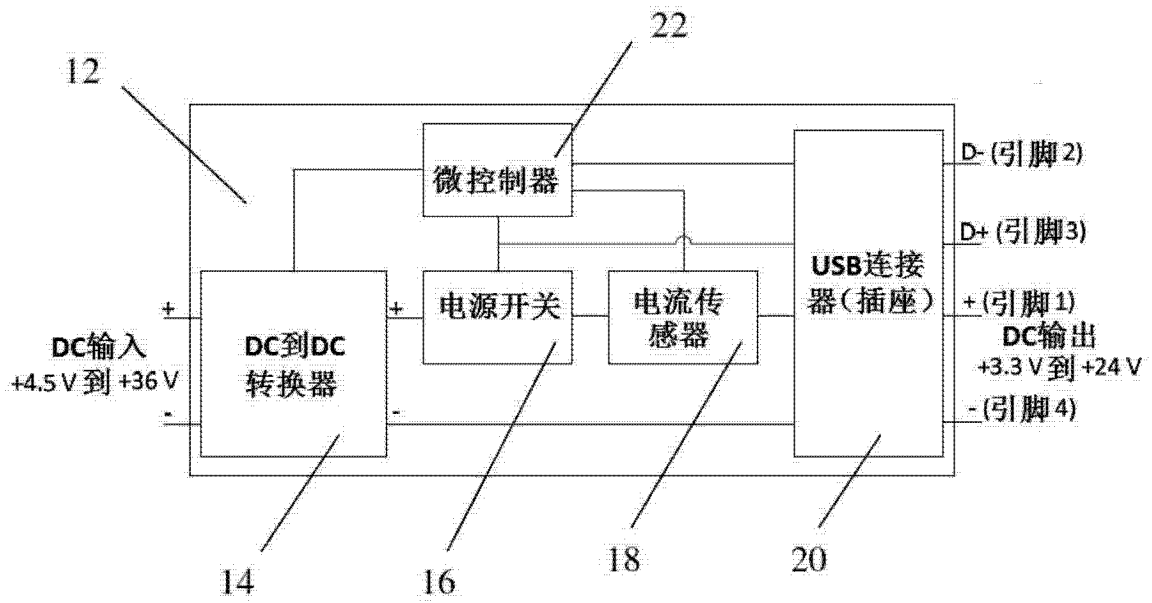 22
12
微控制器
D- (引脚2)
D+ (引脚3)
USB连接
器(插座)
+
+
电源开关
电流传
感器
+ (引脚1)
DC输入
+4.5 V 到 +36 V
DC到DC
转换器
DC输出
+3.3 V 到 +24 V
-
-
- (引脚4)
14
16
18
20